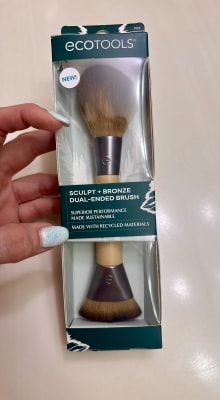 ECOTOOLS
NEW!
SCULPT + BRONZE
DUAL-ENDED BRUSH
SUPERIOR PERFORMANCE
MADE SUSTAINABLE
MADE WITH RECYCLED MATERIALS